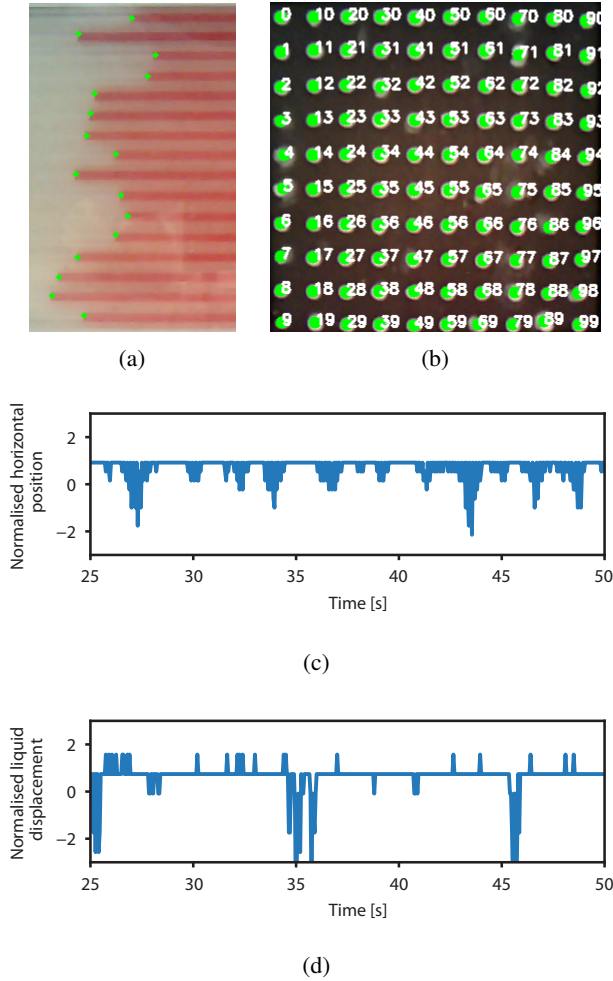 0 10 20 30 40 50 60 70 80 90
1 11 21 31 41 51 61 71 81 91
2 12 22 32 42 52 62 72 82 92
3 13 23 33 43 53 63 73 83 93
4 14 24 34 44 54 64 74 84 94
5 15 25 35 45 55 65 75 85 95
6 16 26 36 46 56 66 76 86 96
7 17 27 37 47 57 67 77 87 97
8 18 28 38 48 58 68 78 88 98
9 19 29 39 49 59 69 79 89 99
(a) (b)
Normalised horizontal
position
2
0
−2
25 30 35 40 45 50
Time [s]
(c)
Normalised liquid
displacement
2
0
−2
25 30 35 40 45 50
Time [s]
(d)